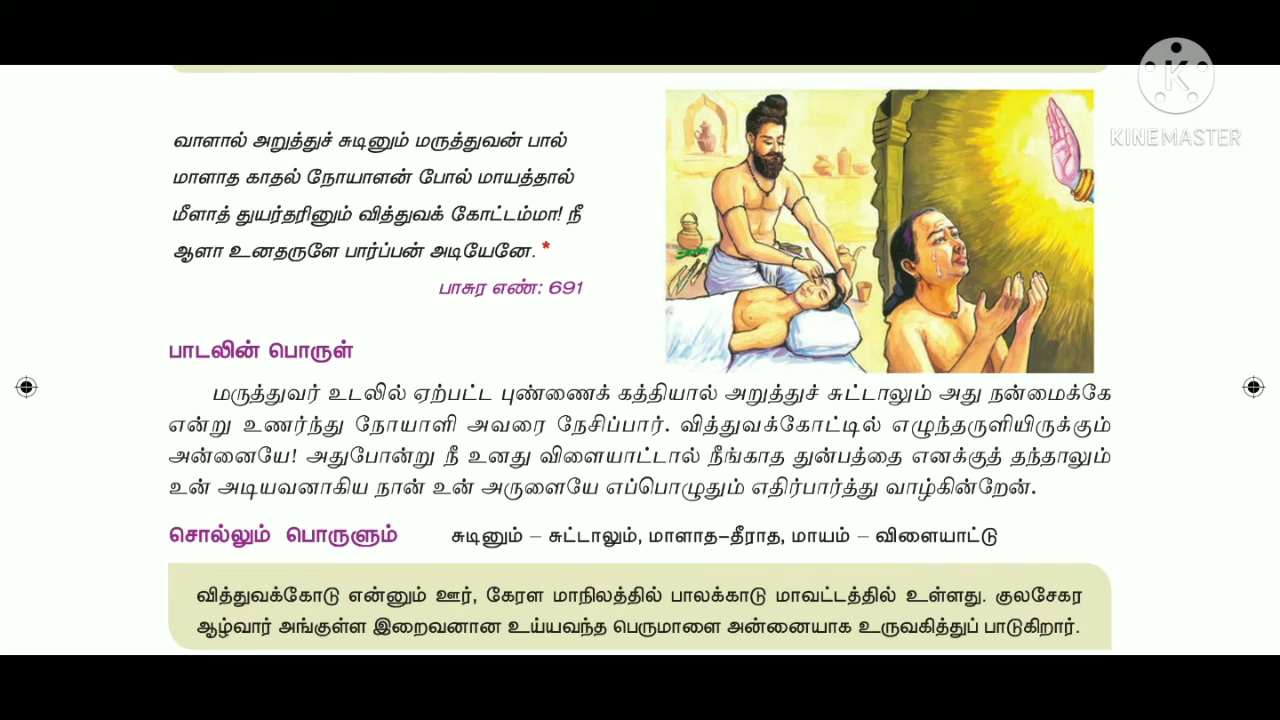 KINEMASTER
வாளால் அறுத்துச் சுடினும் மருத்துவன் பால்
மாளாத காதல் நோயாளன் போல் மாயத்தால்
மீளாத் துயர்தரினும் வித்துவக் கோட்டம்மா! நீ
ஆளா உனதருளே பார்ப்பன் அடியேனே. *
பாசுர எண்: 691
பாடலின் பொருள்
மருத்துவர் உடலில் ஏற்பட்ட புண்ணைக் கத்தியால் அறுத்துச் சுட்டாலும் அது நன்மைக்கே
என்று உணர்ந்து நோயாளி அவரை நேசிப்பார். வித்துவக்கோட்டில் எழுந்தருளியிருக்கும்
அன்னையே! அதுபோன்று நீ உனது விளையாட்டால் நீங்காத துன்பத்தை எனக்குத் தந்தாலும்
உன் அடியவனாகிய நான் உன் அருளையே எப்பொழுதும் எதிர்பார்த்து வாழ்கின்றேன்.
சொல்லும் பொருளும் சுடினும் – சுட்டாலும், மாளாத–தீராத, மாயம் – விளையாட்டு
வித்துவக்கோடு என்னும் ஊர், கேரள மாநிலத்தில் பாலக்காடு மாவட்டத்தில் உள்ளது. குலசேகர
ஆழ்வார் அங்குள்ள இறைவனான உய்யவந்த பெருமாளை அன்னையாக உருவகித்துப் பாடுகிறார்.